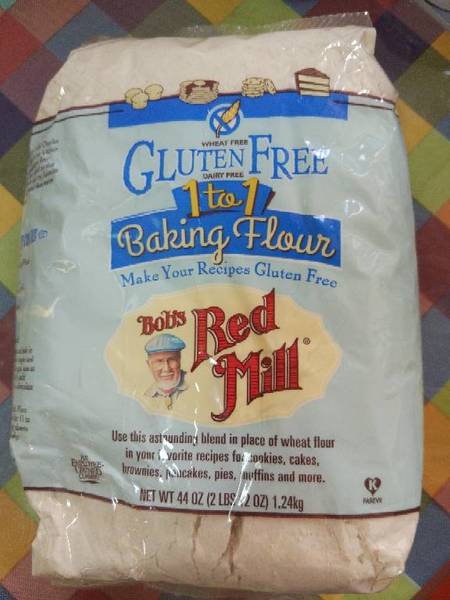 WHEAT FREE
GLUTEN FREE
DAIRY FREE
1 to 1
Baking Flour
Make Your Recipes Gluten Free
Bob's
Red
Mill®
Use this astounding blend in place of wheat flour
in your favorite recipes for cookies, cakes,
brownies, pancakes, pies, muffins and more.
NET WT 44 OZ (2 LBS 12 OZ) 1.24kg
K
PAREVE